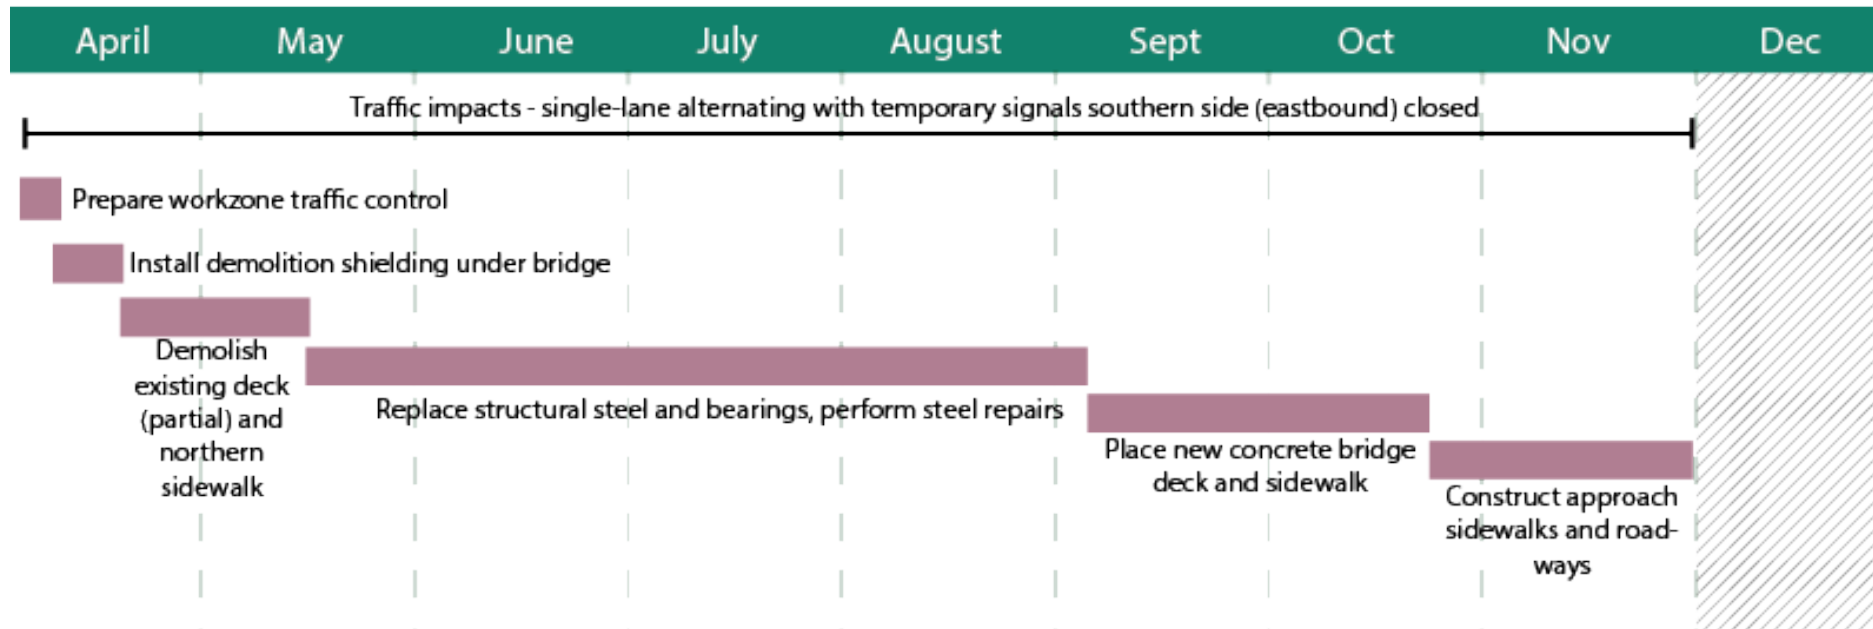 April May June July August Sept Oct Nov Dec
Traffic impacts - single-lane alternating with temporary signals southern side (eastbound) closed
Prepare workzone traffic control
Install demolition shielding under bridge
Demolish
existing deck
(partial) and
northern
sidewalk
Replace structural steel and bearings, perform steel repairs
Place new concrete bridge
deck and sidewalk
Construct approach
sidewalks and road-
ways